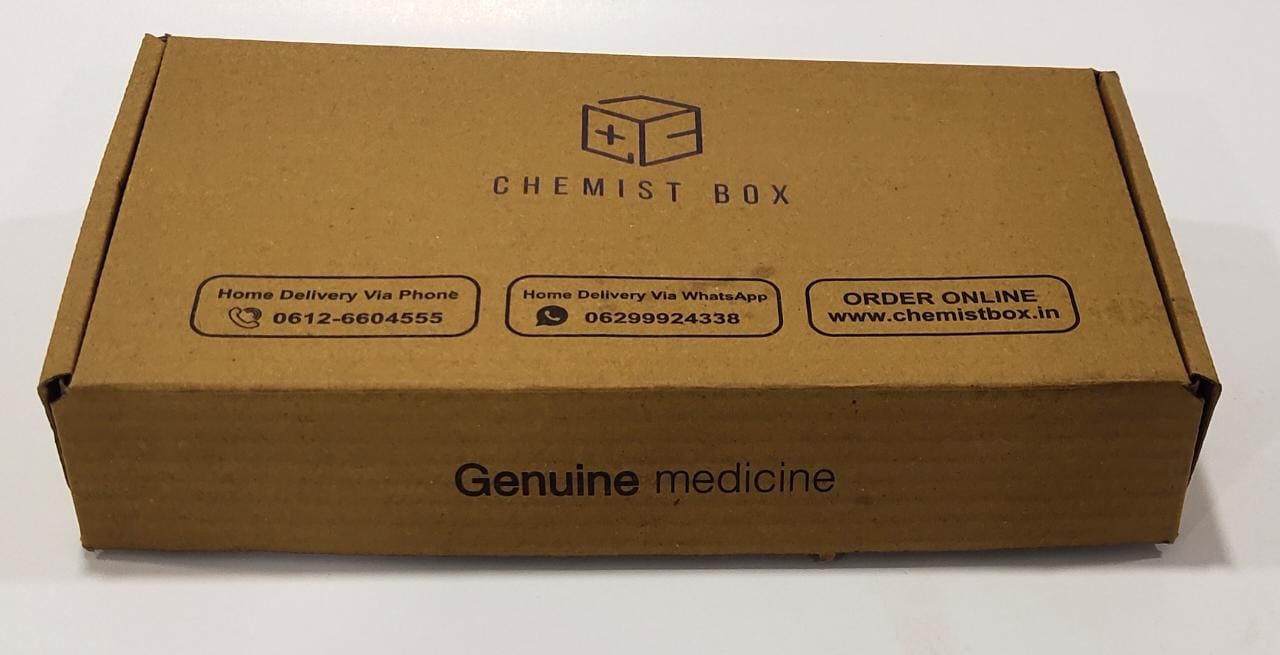 CHEMIST BOX
Home Delivery Via Phone
0612-6604555
Home Delivery Via WhatsApp
06299924338
ORDER ONLINE
www.chemistbox.in
Genuine medicine